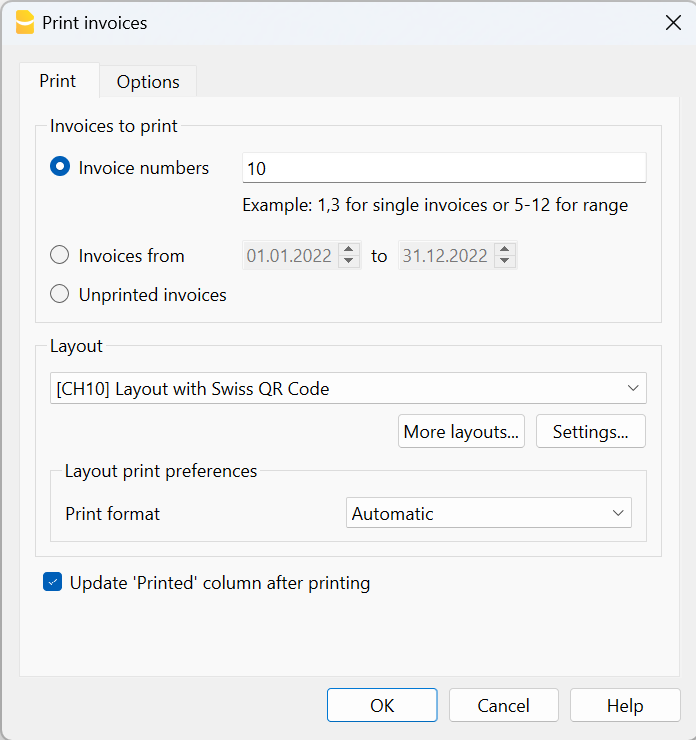 Print invoices
Print Options
Invoices to print
Invoice numbers 10
Example: 1,3 for single invoices or 5-12 for range
Invoices from 01.01.2022 to 31.12.2022
Unprinted invoices
Layout
[CH10] Layout with Swiss QR Code
More layouts... Settings...
Layout print preferences
Print format Automatic
Update 'Printed' column after printing
OK Cancel Help